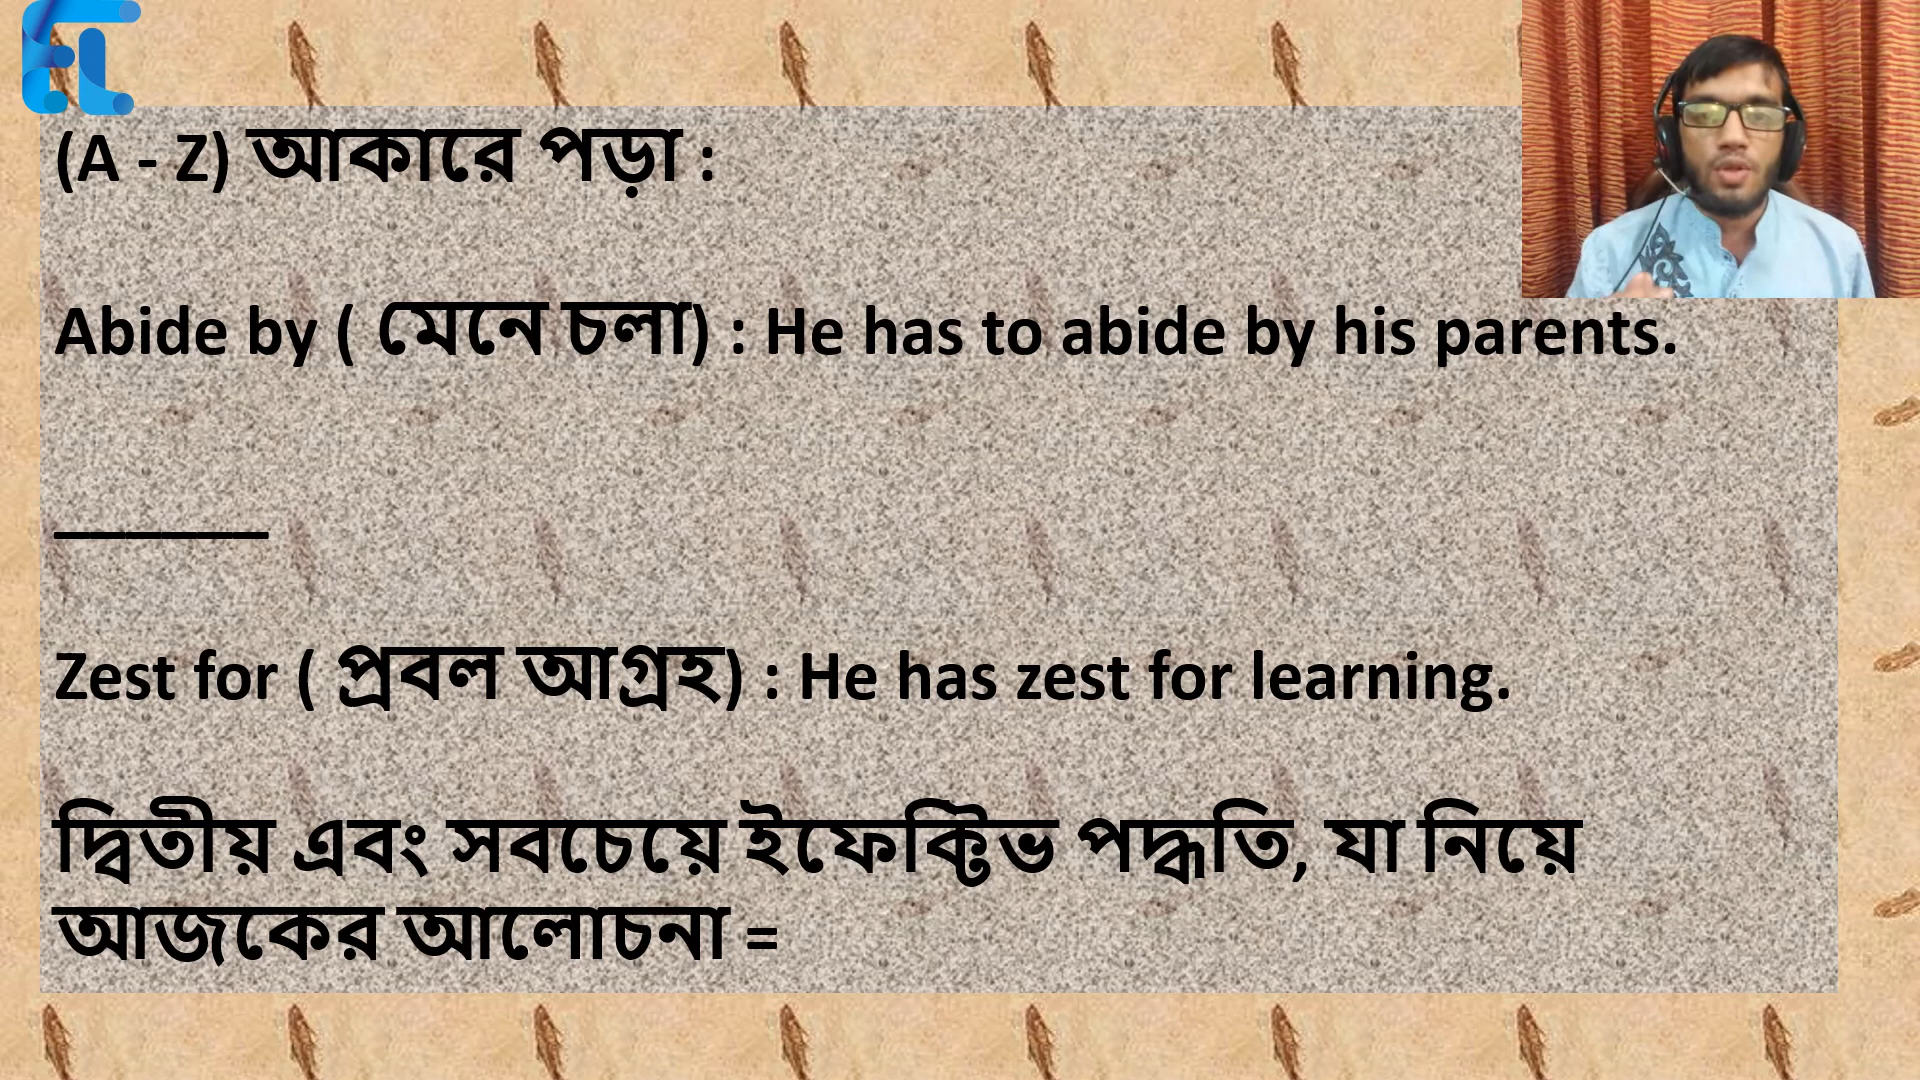 (A - Z) আকারে পড়া :
Abide by ( মেনে চলা) : He has to abide by his parents.
______
Zest for ( প্রবল আগ্রহ) : He has zest for learning.
দ্বিতীয় এবং সবচেয়ে ইফেক্টিভ পদ্ধতি, যা নিয়ে
আজকের আলোচনা =